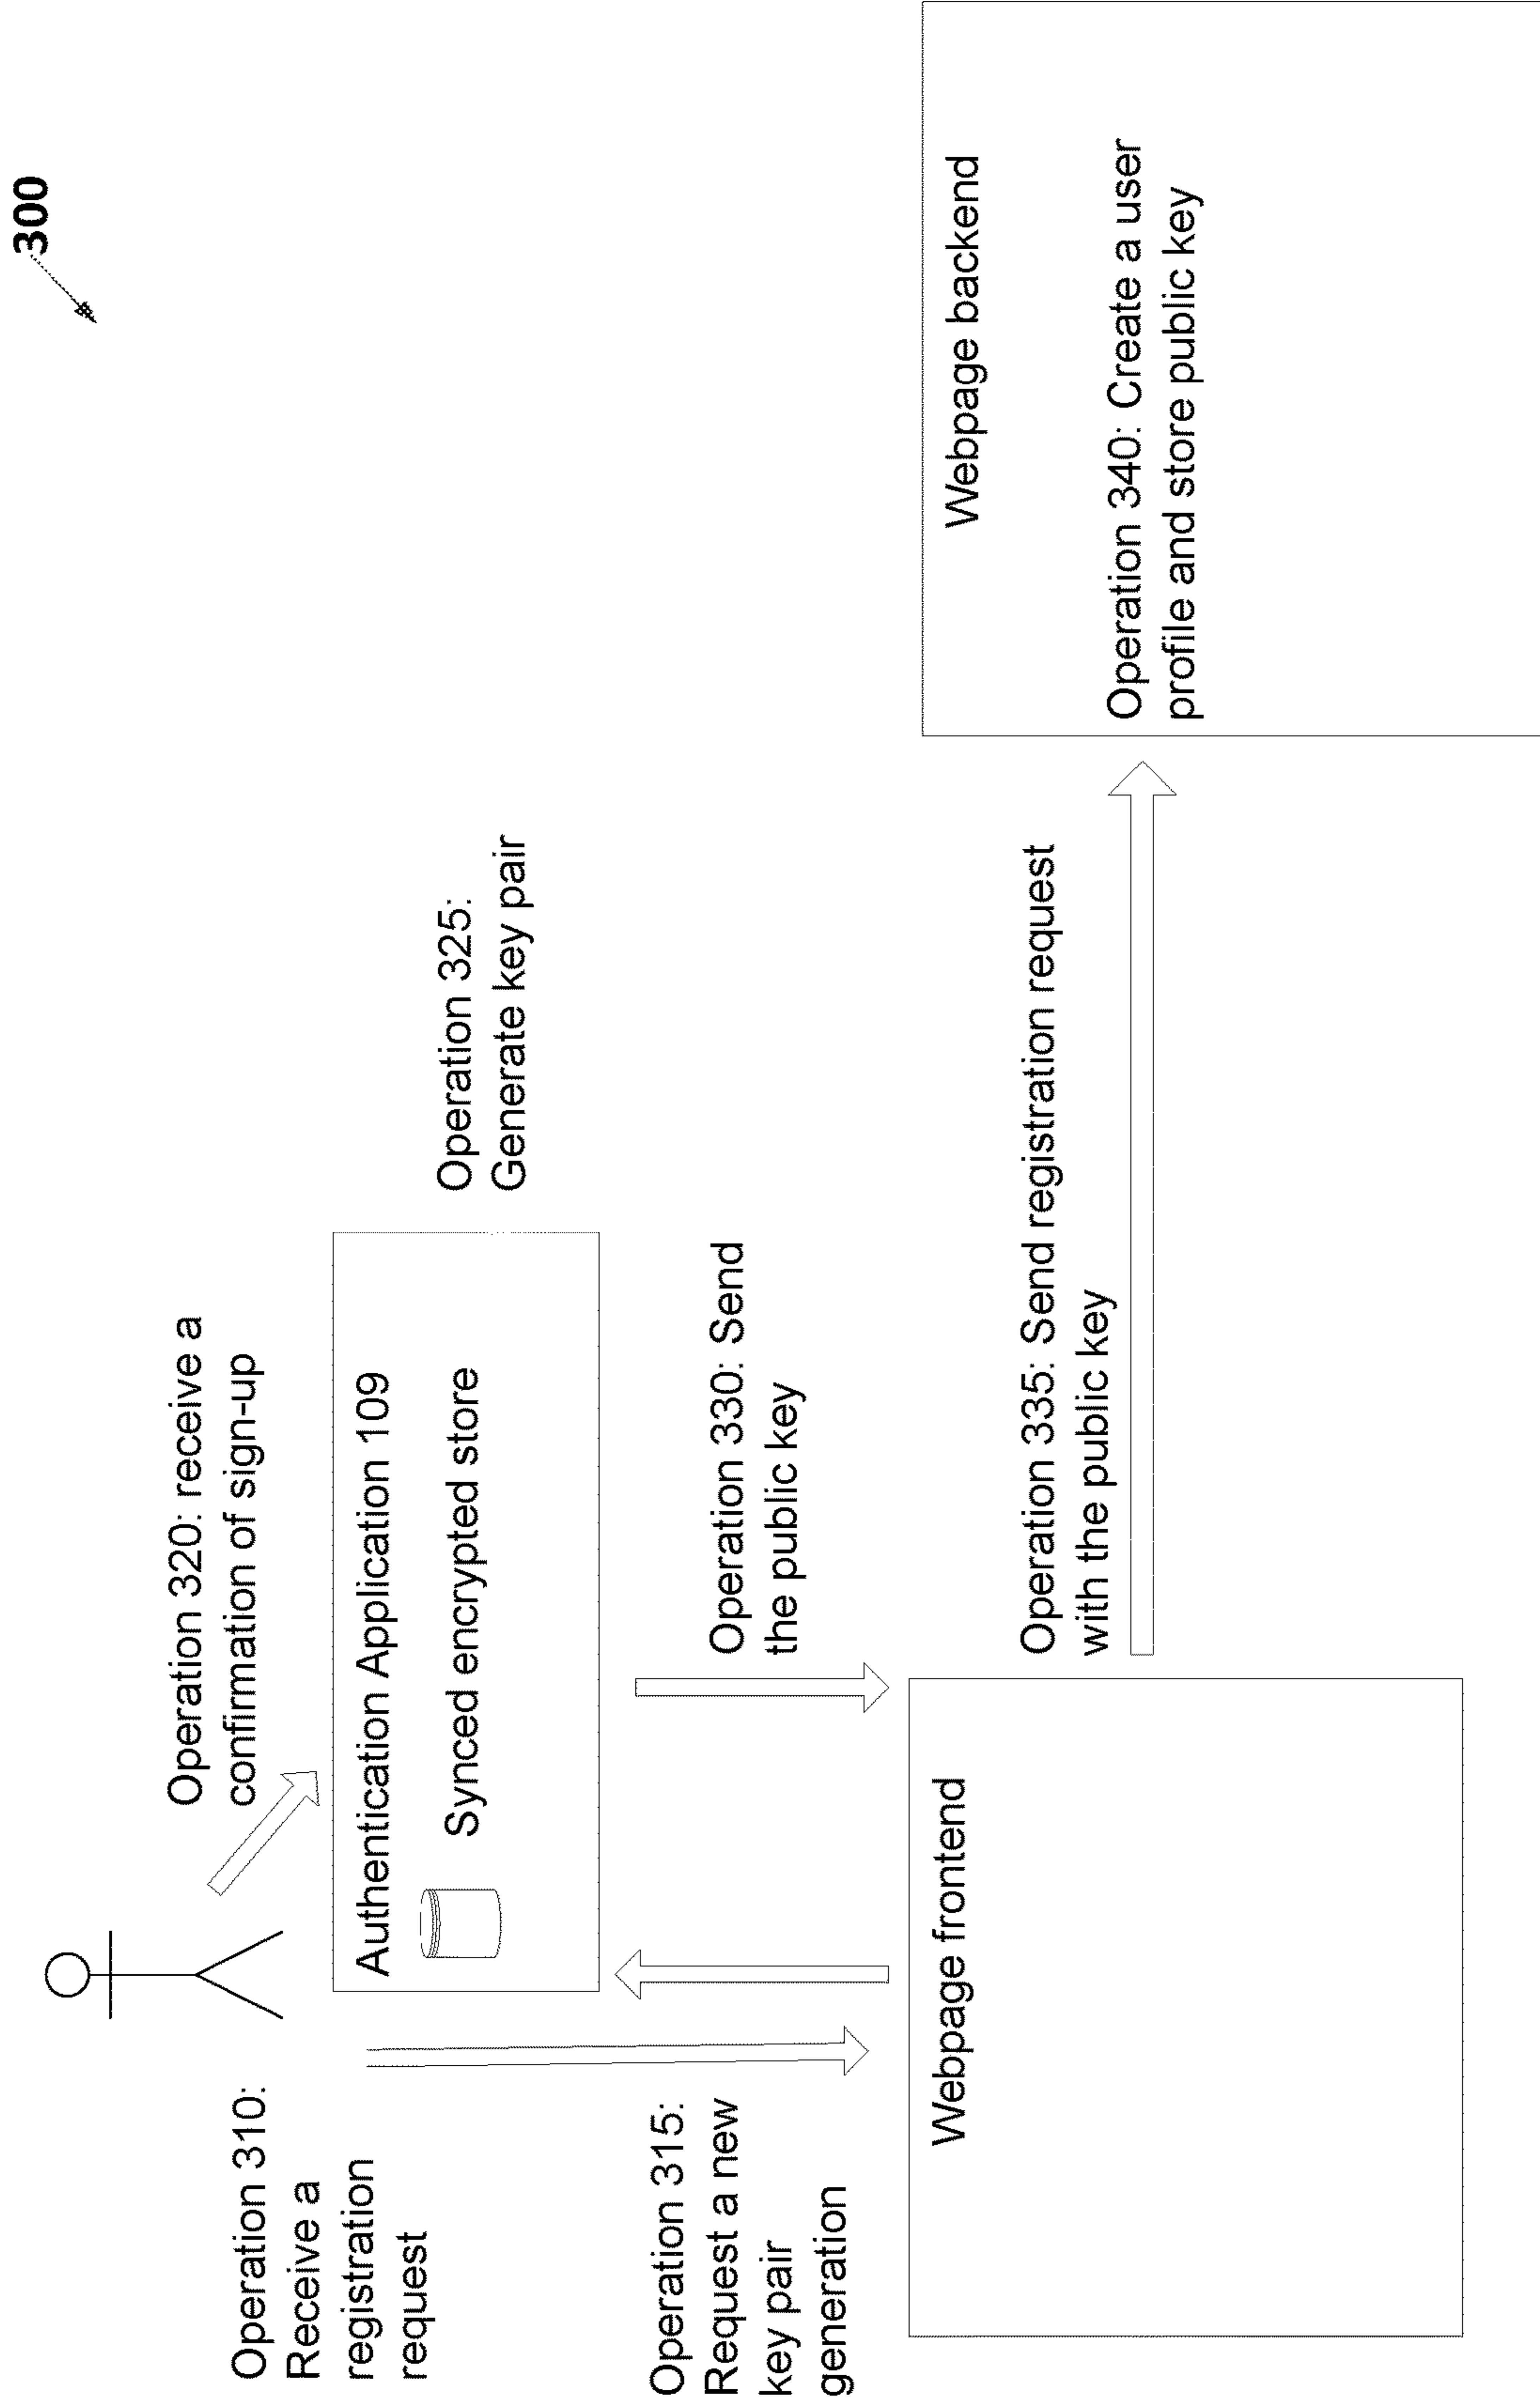 300
Operation 310:
Receive a
registration
request
Operation 320: receive a
confirmation of sign-up
Authentication Application 109
Synced encrypted store
Operation 325:
Generate key pair
Operation 315:
Request a new
key pair
generation
Operation 330: Send
the public key
Webpage frontend
Operation 335: Send registration request
with the public key
Webpage backend
Operation 340: Create a user
profile and store public key